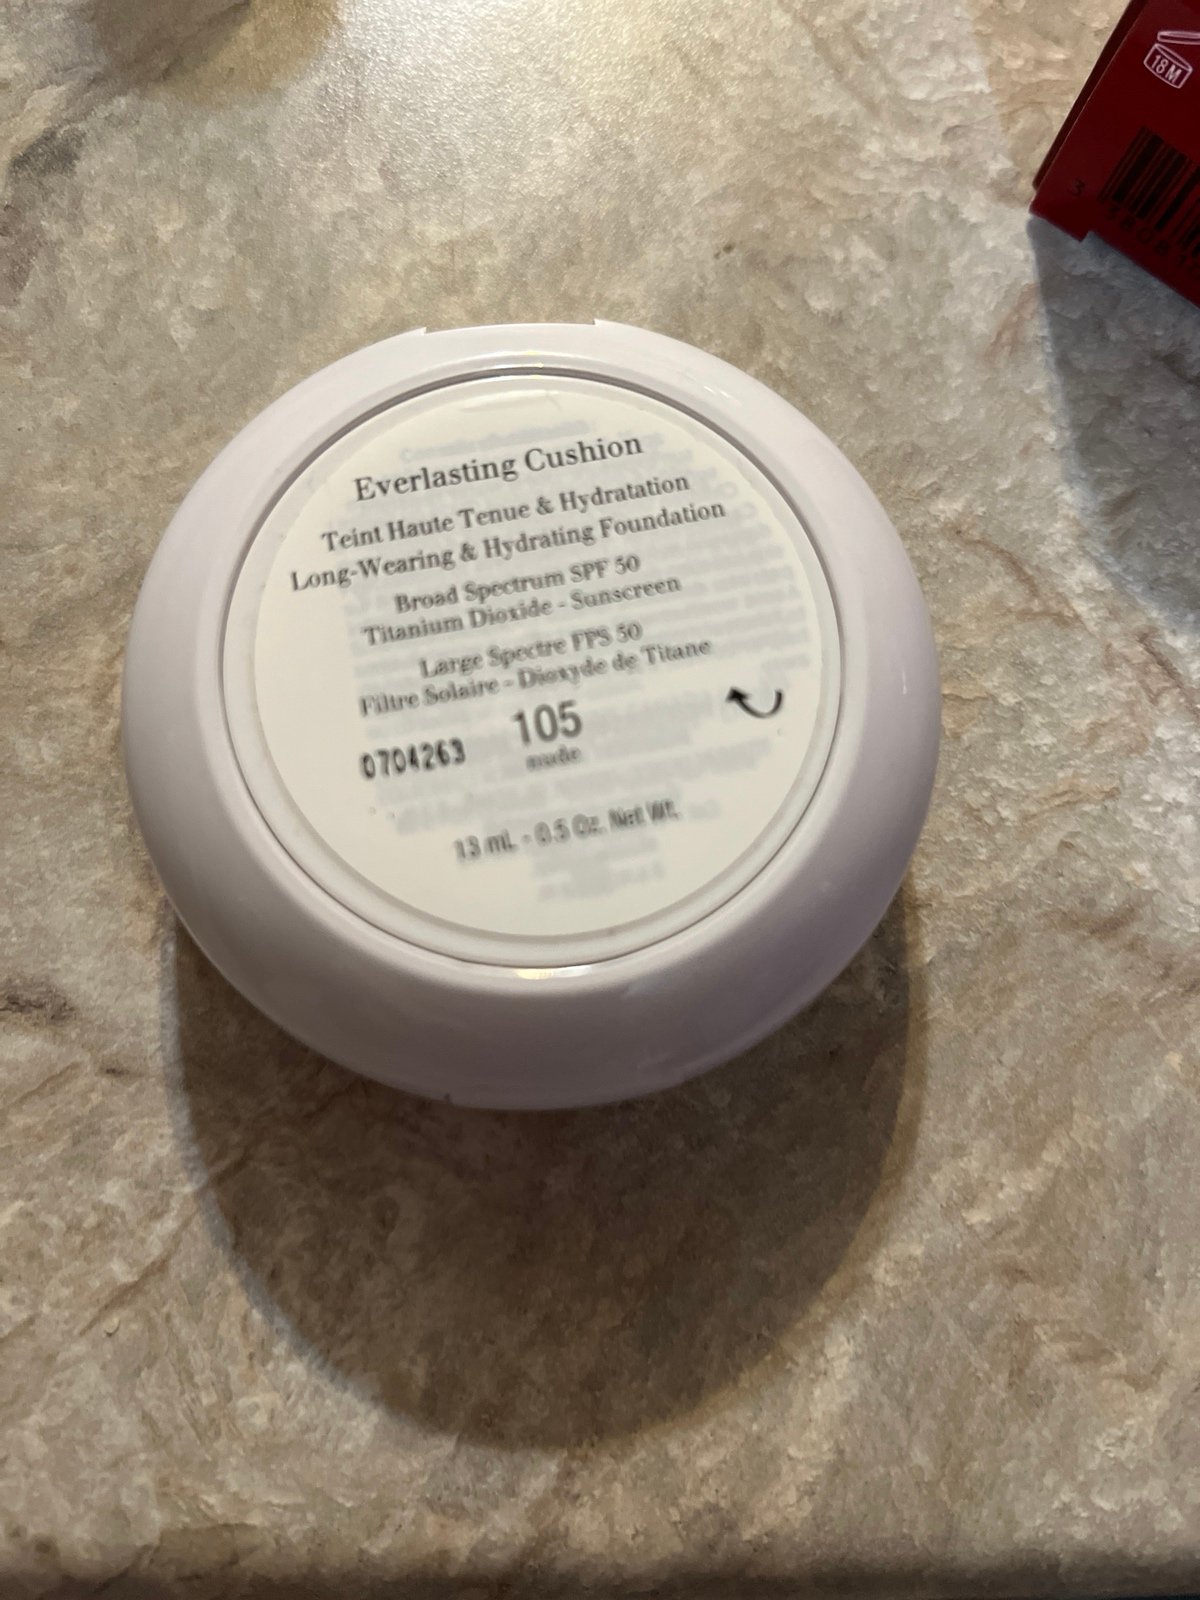 18M
Everlasting Cushion
Teint Haute Tenue & Hydratation
Long-Wearing & Hydrating Foundation
Broad Spectrum SPF 50
Titanium Dioxide - Sunscreen
Large Spectre FPS 50
Filtre Solaire - Dioxyde de Titane
105
0704263
nude
13 mL - 0.5 Oz. Net Wt.
3